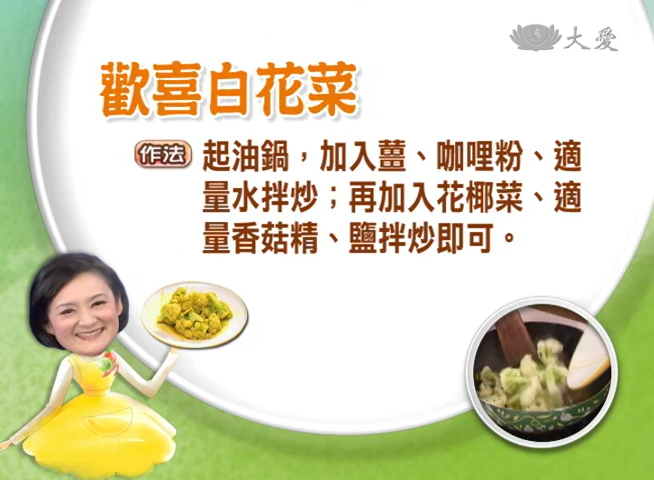 大愛
歡喜白花菜
作法
起油鍋，加入薑、咖哩粉、適
量水拌炒；再加入花椰菜、適
量香菇精、鹽拌炒即可。